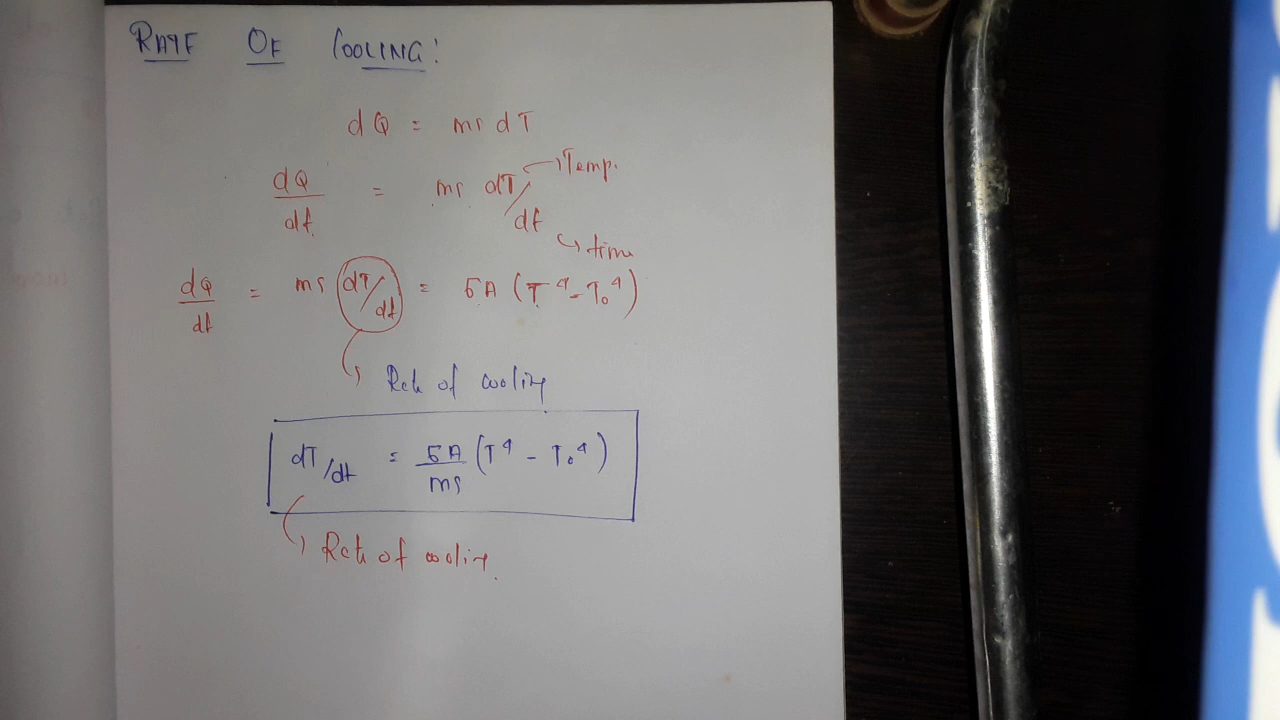 RATE OF COOLING:
dQ = ms dT
dQ/dt = ms dT/dt
Temp.
time
dQ/dt = ms dT/dt = σA (T⁴ - T₀⁴)
Rate of cooling
dT/dt = σA/ms (T⁴ - T₀⁴)
Rate of cooling